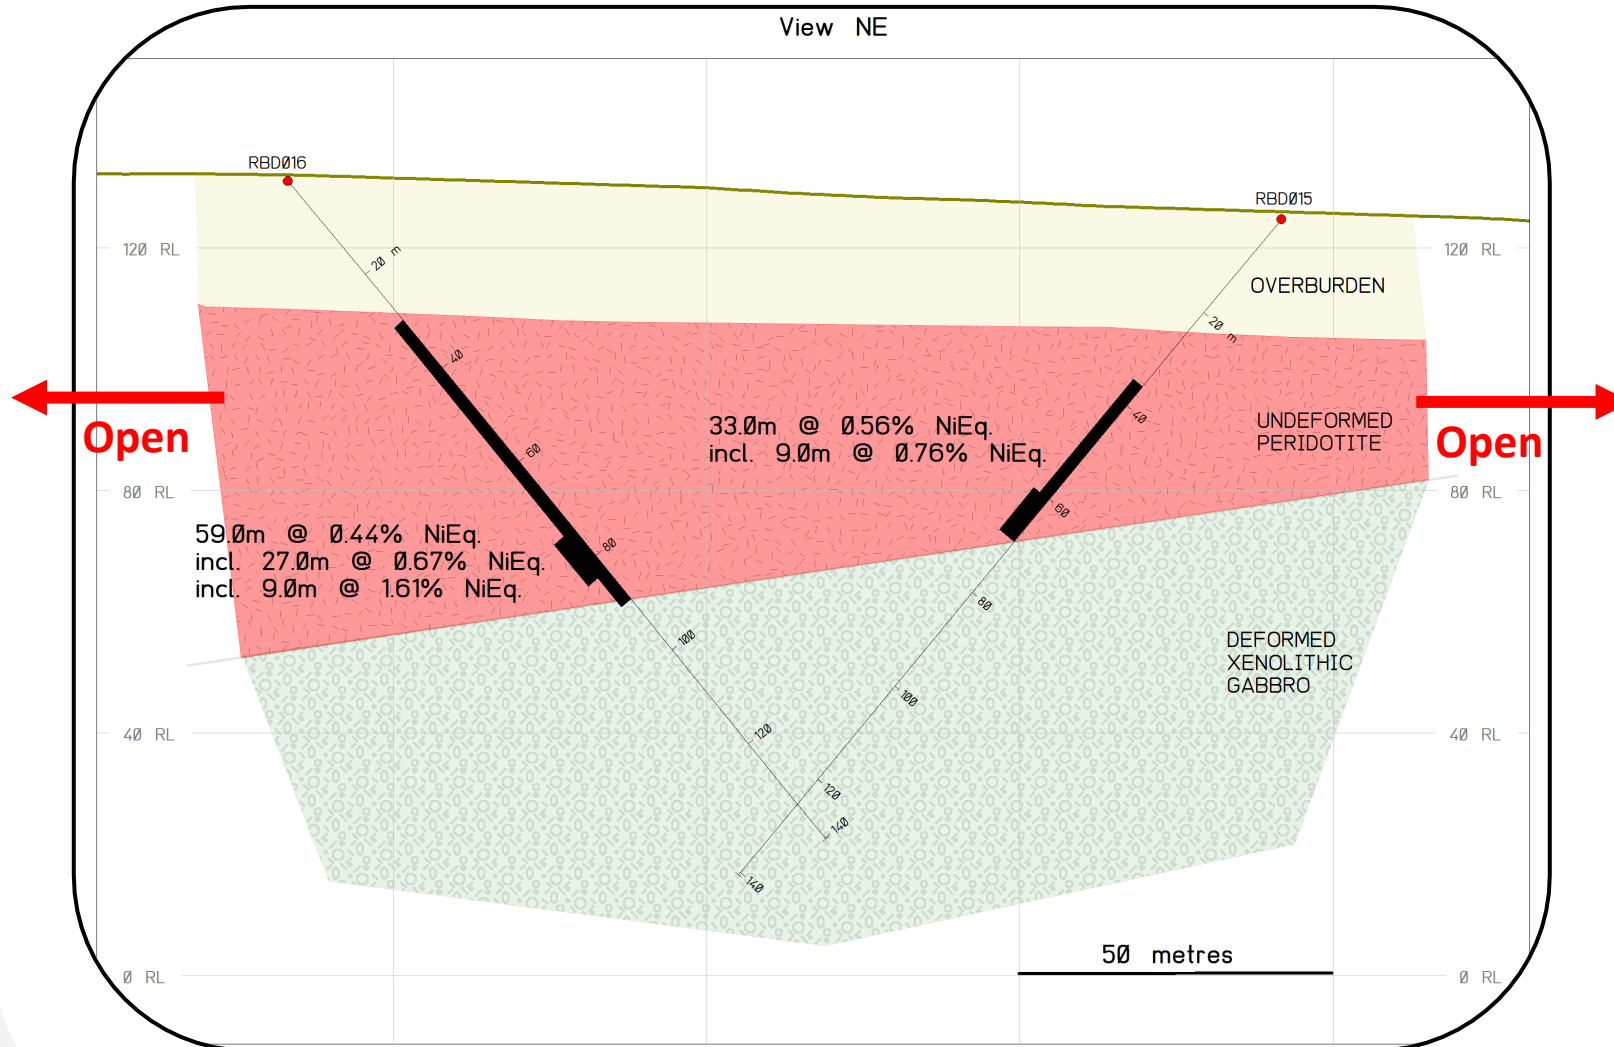 View NE
RBD016
RBD015
120 RL
120 RL
20 m
OVERBURDEN
20 m
40
40
UNDEFORMED
PERIDOTITE
33.0m @ 0.56% NiEq.
incl. 9.0m @ 0.76% NiEq.
Open
Open
60
80 RL
80 RL
60
59.0m @ 0.44% NiEq.
incl. 27.0m @ 0.67% NiEq.
incl. 9.0m @ 1.61% NiEq.
80
80
100
DEFORMED
XENOLITHIC
GABBRO
100
40 RL
120
40 RL
120
140
140
50 metres
0 RL
0 RL